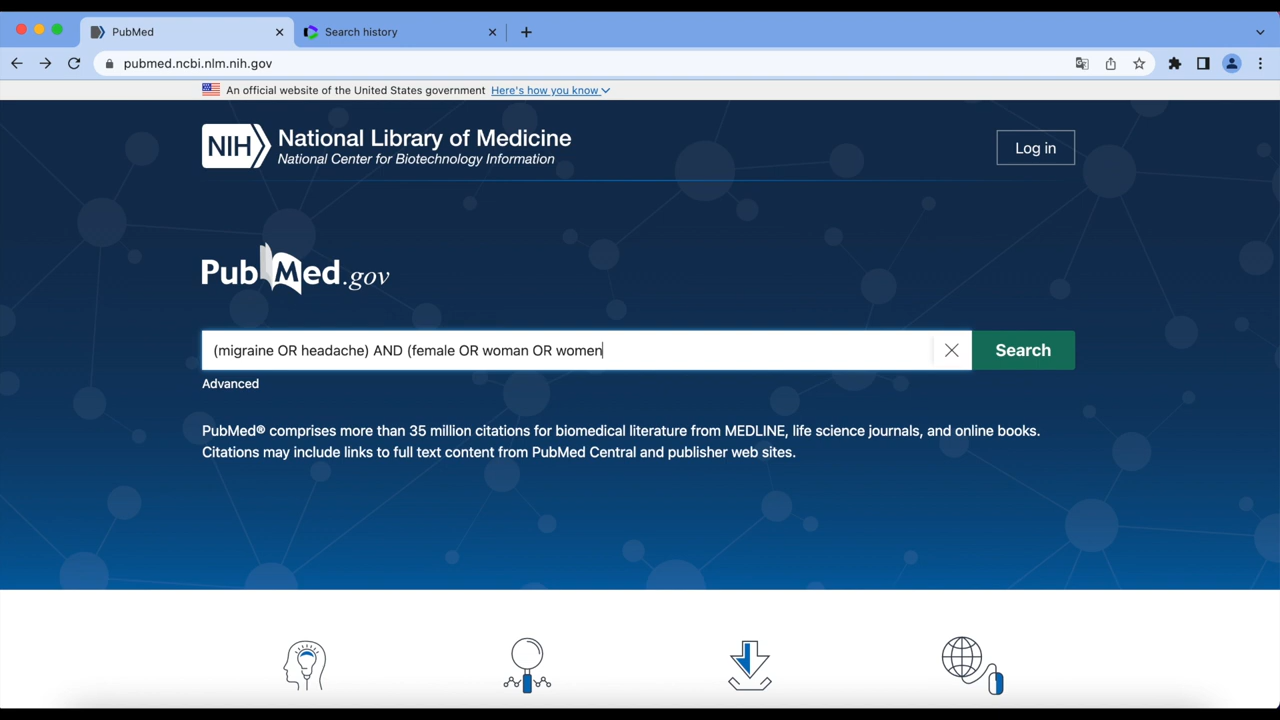 PubMed
Search history
pubmed.ncbi.nlm.nih.gov
An official website of the United States government Here's how you know
NIH National Library of Medicine
National Center for Biotechnology Information
Log in
PubMed.gov
(migraine OR headache) AND (female OR woman OR women
Search
Advanced
PubMed® comprises more than 35 million citations for biomedical literature from MEDLINE, life science journals, and online books.
Citations may include links to full text content from PubMed Central and publisher web sites.